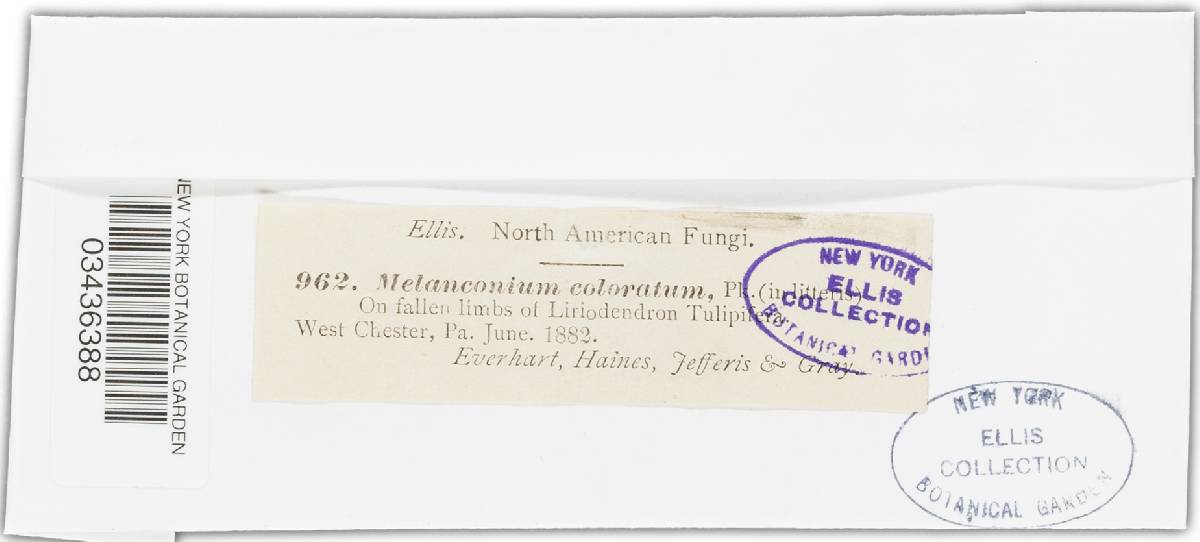 Ellis. North American Fungi.
962. Melanconium coloratum, Pk. (in litteris)
On fallen limbs of Liriodendron Tulipifera
West Chester, Pa. June. 1882.
Everhart, Haines, Jefferis & Gray.
NEW YORK
ELLIS
COLLECTION
BOTANICAL GARDE
NEW YORK
ELLIS
COLLECTION
BOTANICAL GARDEN
NEW YORK BOTANICAL GARDEN
03436388